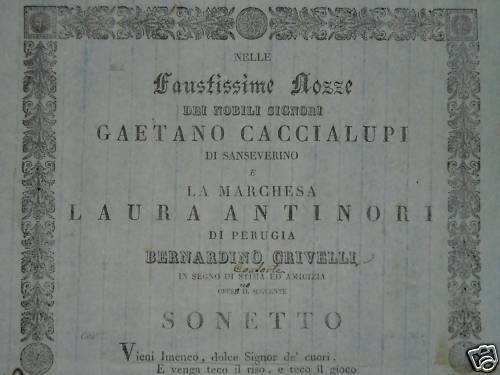 NELLE
Faustissime Nozze
DEI NOBILI SIGNORI
GAETANO CACCIALUPI
DI SANSEVERINO
E
LA MARCHESA
LAURA ANTINORI
DI PERUGIA
BERNARDINO GRIVELLI
IN SEGNO DI STIMA ED AMICIZIA
IL SEGUENTE
SONETTO
Vieni Imeneo, dolce Signor de' cuori,
E venga teco il riso, e teco il gioco